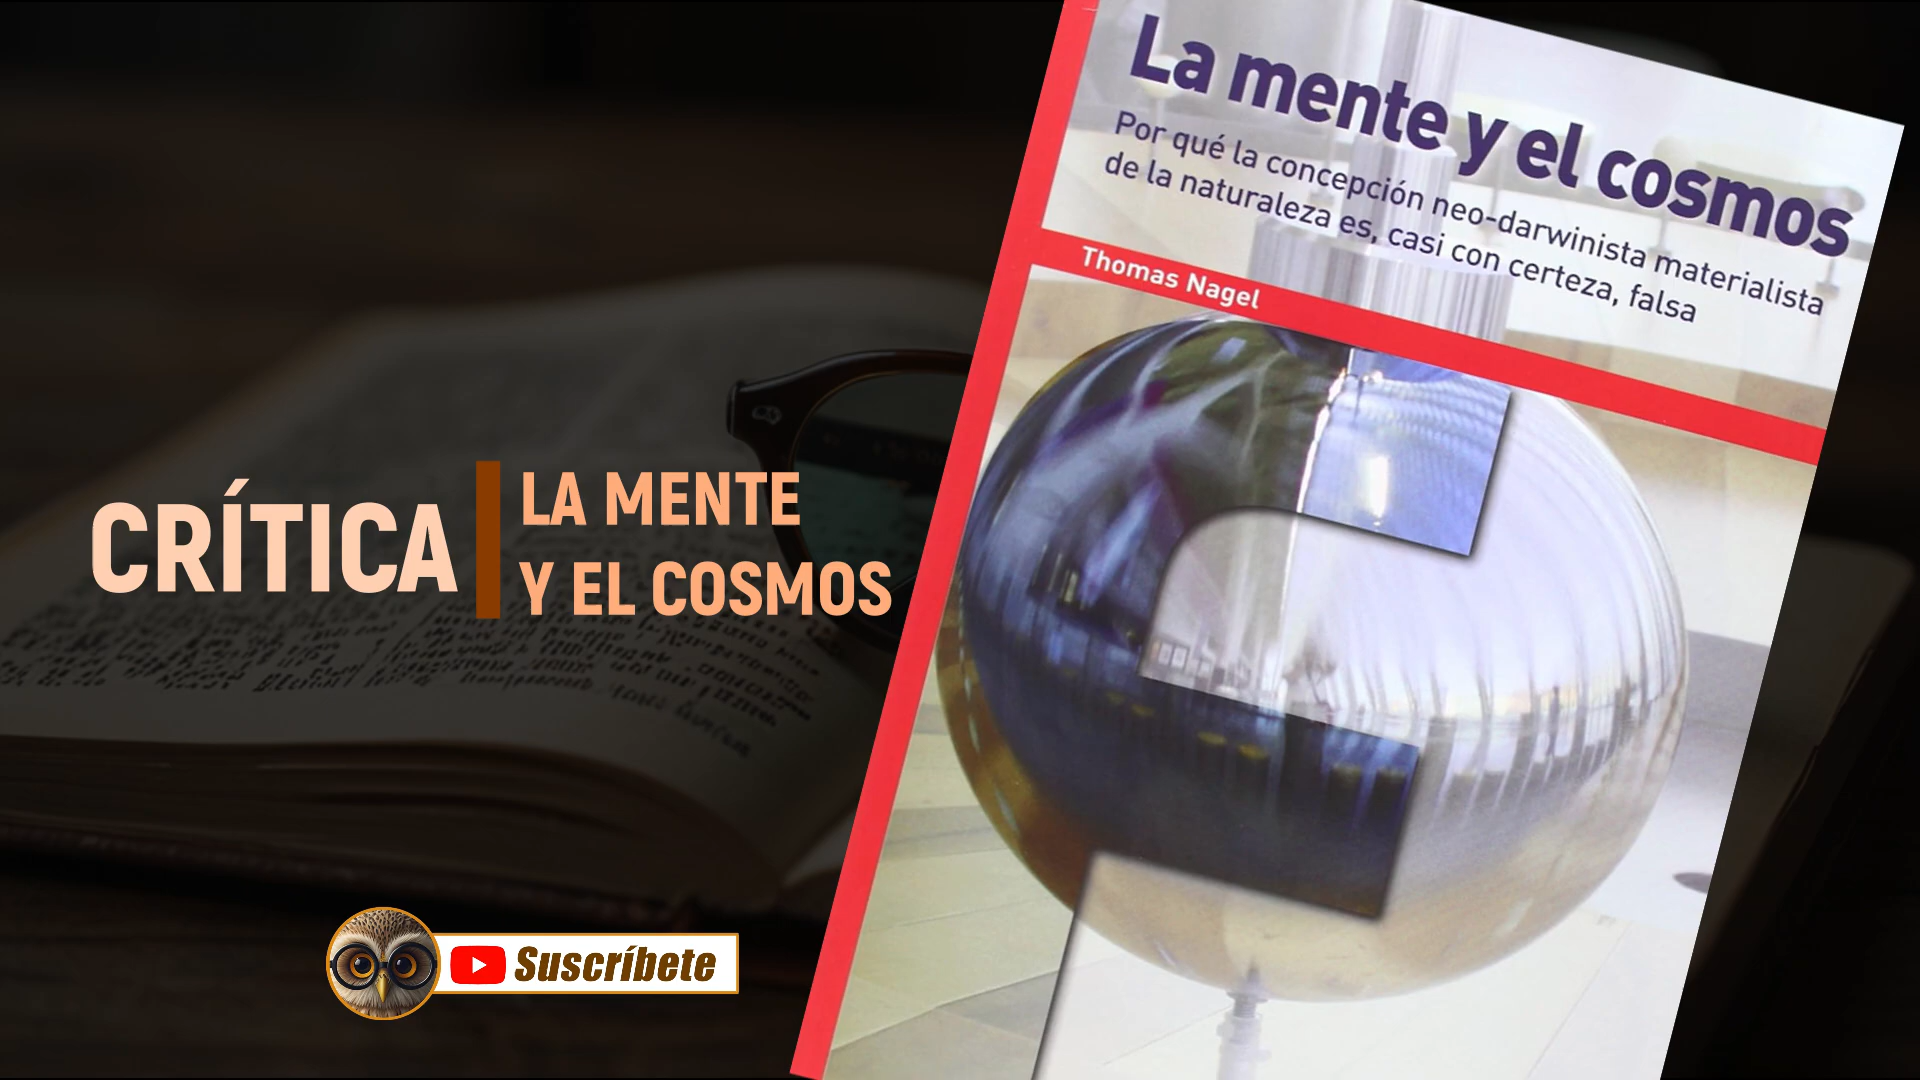 La mente y el cosmos
Por qué la concepción neo-darwinista materialista
de la naturaleza es, casi con certeza, falsa
Thomas Nagel
CRÍTICA
LA MENTE
Y EL COSMOS
Suscríbete